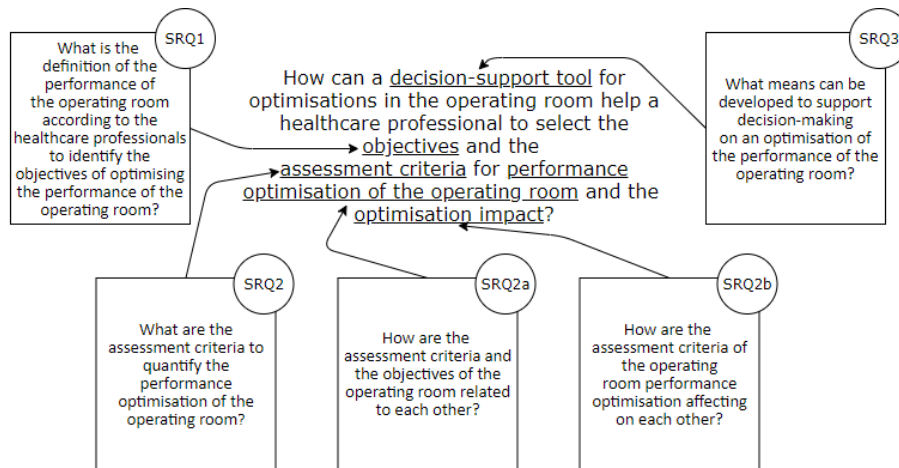 SRQ1
What is the
definition of the
performance of
the operating room
according to the
healthcare professionals
to identify the
objectives of optimising
the performance of the
operating room?
How can a decision-support tool for
optimisations in the operating room help a
healthcare professional to select the
objectives and the
assessment criteria for performance
optimisation of the operating room and the
optimisation impact?
SRQ3
What means can be
developed to support
decision-making
on an optimisation of
the performance of the
operating room?
SRQ2
What are the
assessment criteria to
quantify the
performance
optimisation of the
operating room?
SRQ2a
How are the
assessment criteria and
the objectives of the
operating room related
to each other?
SRQ2b
How are the
assessment criteria of
the operating
room performance
optimisation affecting
on each other?